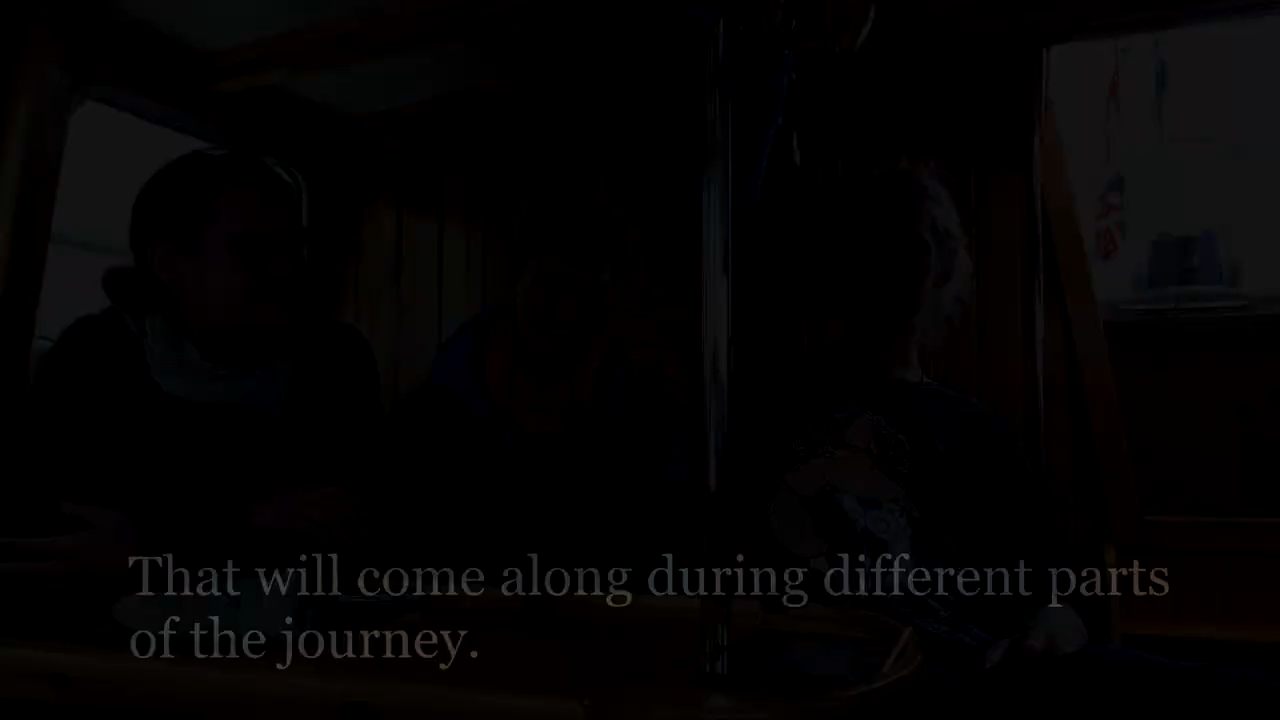 That will come along during different parts
of the journey.